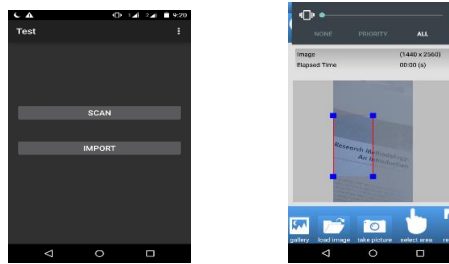 9:20
Test
SCAN
IMPORT
NONE PRIORITY ALL
Image (1440 x 2560)
Elapsed Time 00:00 (s)
Research Methodology
An Introduction
gallery load image take picture select area